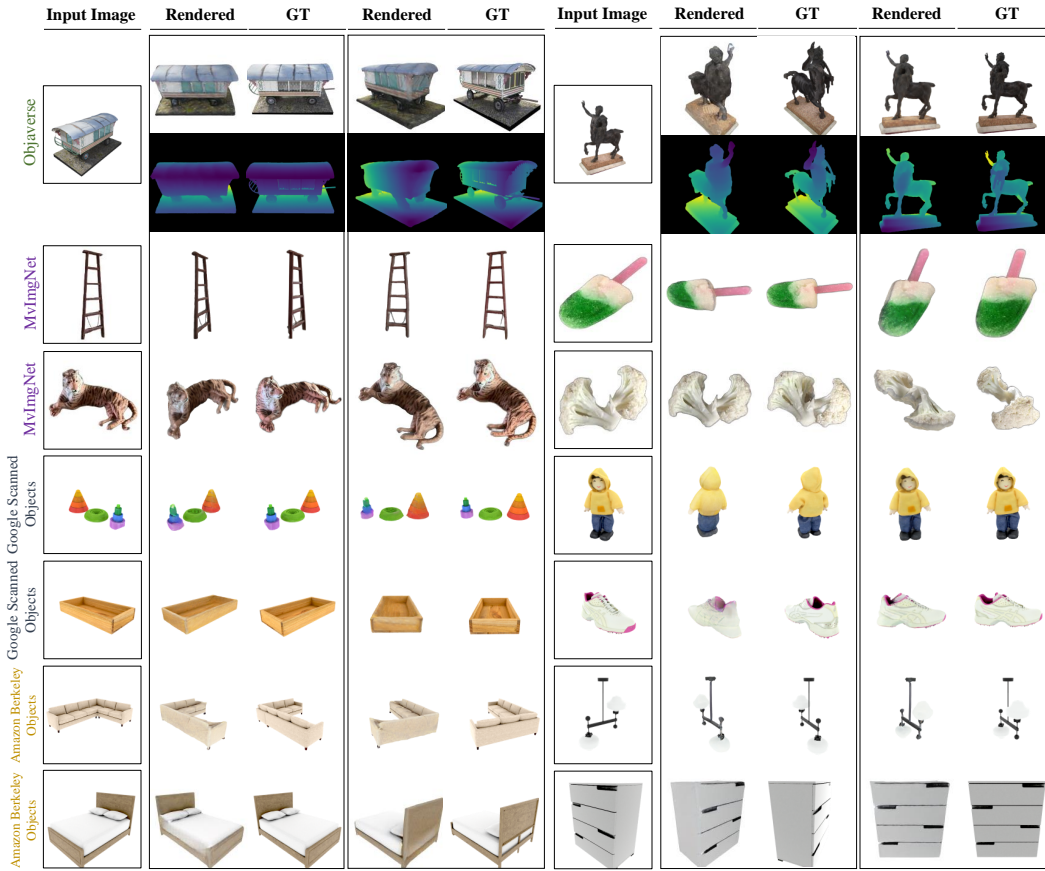 Input Image Rendered GT Rendered GT Input Image Rendered GT Rendered GT
Objaverse
MvImgNet
MvImgNet
Google Scanned
Objects
Google Scanned
Objects
Amazon Berkeley
Objects
Amazon Berkeley
Objects